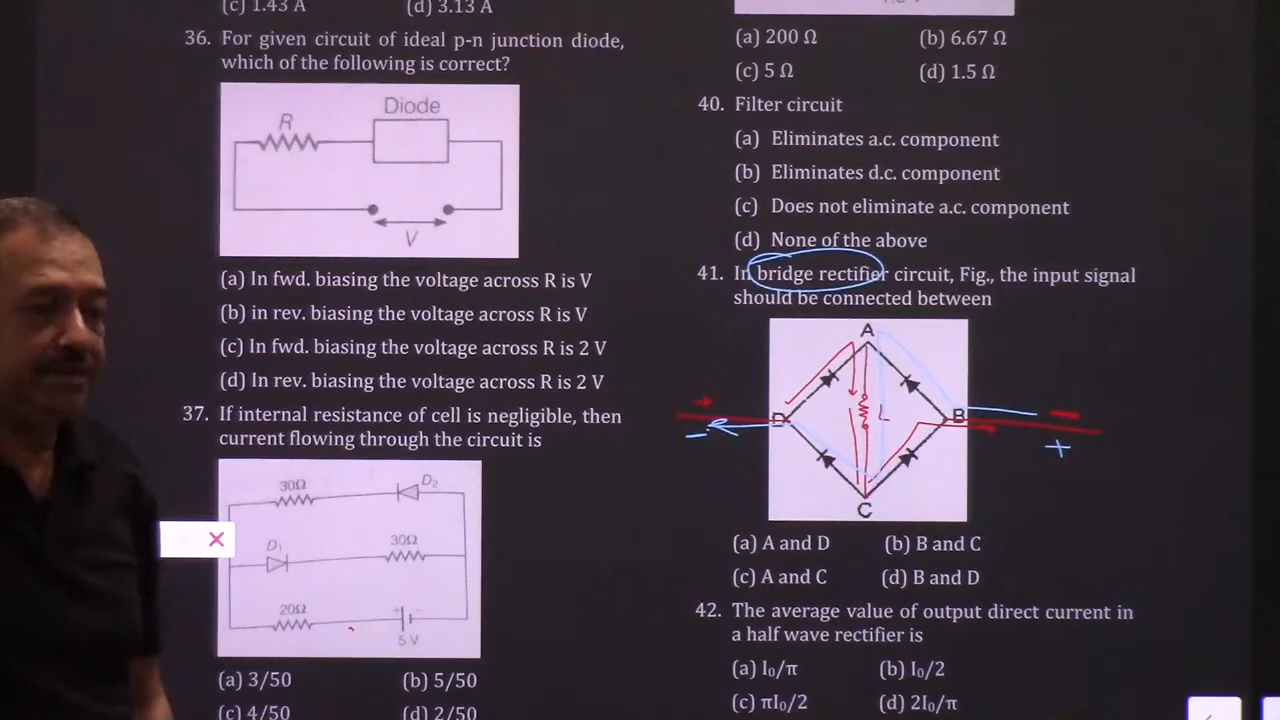 (c) 1.43 A (d) 3.13 A
36. For given circuit of ideal p-n junction diode,
which of the following is correct?
Diode
R
V
(a) In fwd. biasing the voltage across R is V
(b) in rev. biasing the voltage across R is V
(c) In fwd. biasing the voltage across R is 2 V
(d) In rev. biasing the voltage across R is 2 V
37. If internal resistance of cell is negligible, then
current flowing through the circuit is
30Ω D₂
D₁ 30Ω
20Ω + -
5 V
(a) 3/50 (b) 5/50
(c) 4/50 (d) 2/50
(a) 200 Ω (b) 6.67 Ω
(c) 5 Ω (d) 1.5 Ω
40. Filter circuit
(a) Eliminates a.c. component
(b) Eliminates d.c. component
(c) Does not eliminate a.c. component
(d) None of the above
41. In bridge rectifier circuit, Fig., the input signal
should be connected between
A
+ D L B −
− +
C
(a) A and D (b) B and C
(c) A and C (d) B and D
42. The average value of output direct current in
a half wave rectifier is
(a) I₀/π (b) I₀/2
(c) πI₀/2 (d) 2I₀/π